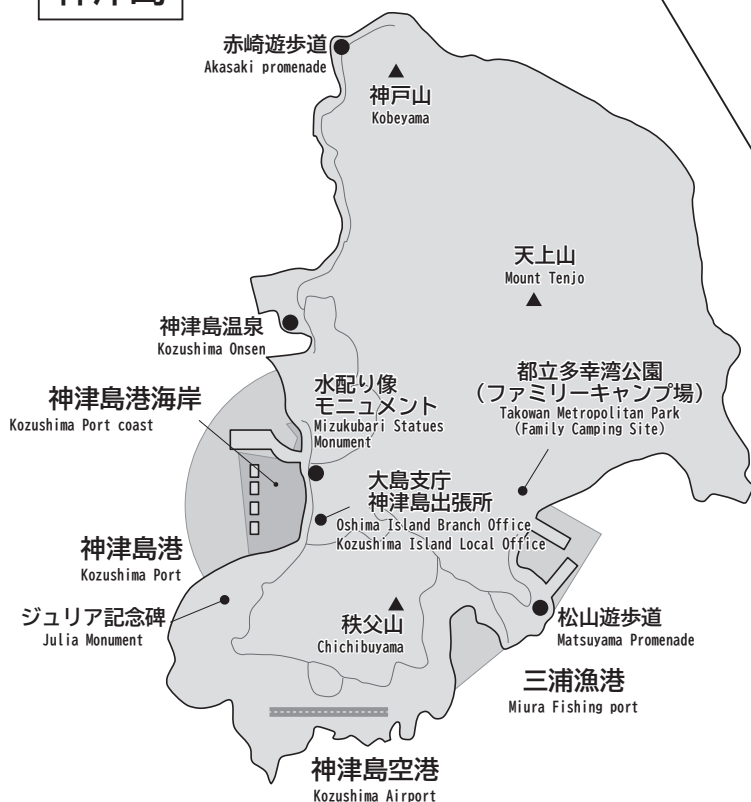 神津島
赤崎遊歩道
Akasaki promenade
神戸山
Kobeyama
天上山
Mount Tenjo
神津島温泉
Kozushima Onsen
水配り像
モニュメント
Mizukubari Statues
Monument
都立多幸湾公園
（ファミリーキャンプ場）
Takowan Metropolitan Park
(Family Camping Site)
神津島港海岸
Kozushima Port coast
大島支庁
神津島出張所
Oshima Island Branch Office
Kozushima Island Local Office
神津島港
Kozushima Port
ジュリア記念碑
Julia Monument
秩父山
Chichibuyama
松山遊歩道
Matsuyama Promenade
三浦漁港
Miura Fishing port
神津島空港
Kozushima Airport